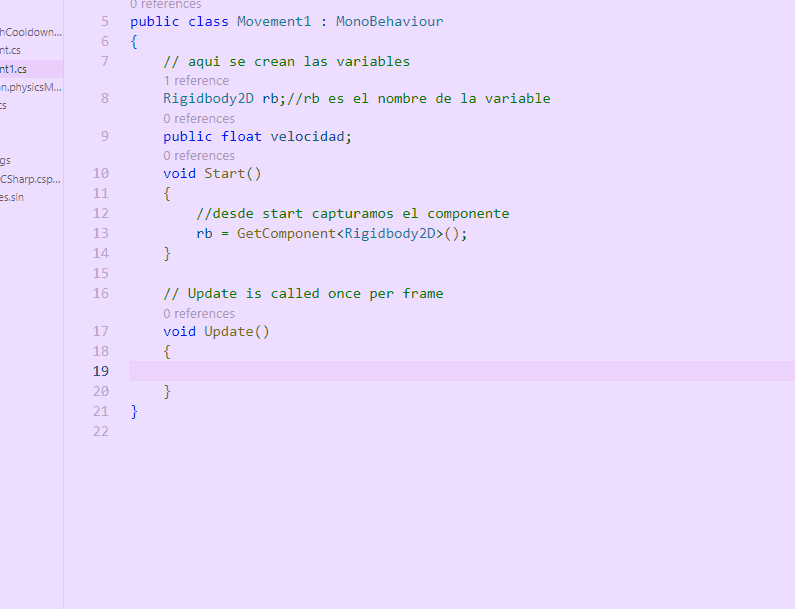 hCooldown...
nt.cs
nt1.cs
n.physicsM...
cs
gs
CSharp.csp...
es.sln
0 references
5 public class Movement1 : MonoBehaviour
6 {
7 // aqui se crean las variables
1 reference
8 Rigidbody2D rb;//rb es el nombre de la variable
0 references
9 public float velocidad;
0 references
10 void Start()
11 {
12 //desde start capturamos el componente
13 rb = GetComponent<Rigidbody2D>();
14 }
15
16 // Update is called once per frame
0 references
17 void Update()
18 {
19
20 }
21 }
22